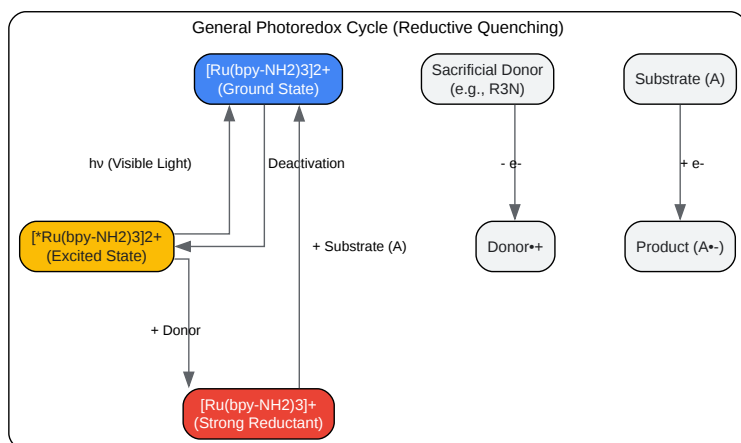 General Photoredox Cycle (Reductive Quenching)
[Ru(bpy-NH2)3]2+
(Ground State)
Sacrificial Donor
(e.g., R3N)
Substrate (A)
hν (Visible Light)
Deactivation
- e-
+ e-
[*Ru(bpy-NH2)3]2+
(Excited State)
+ Substrate (A)
Donor•+
Product (A•-)
+ Donor
[Ru(bpy-NH2)3]+
(Strong Reductant)